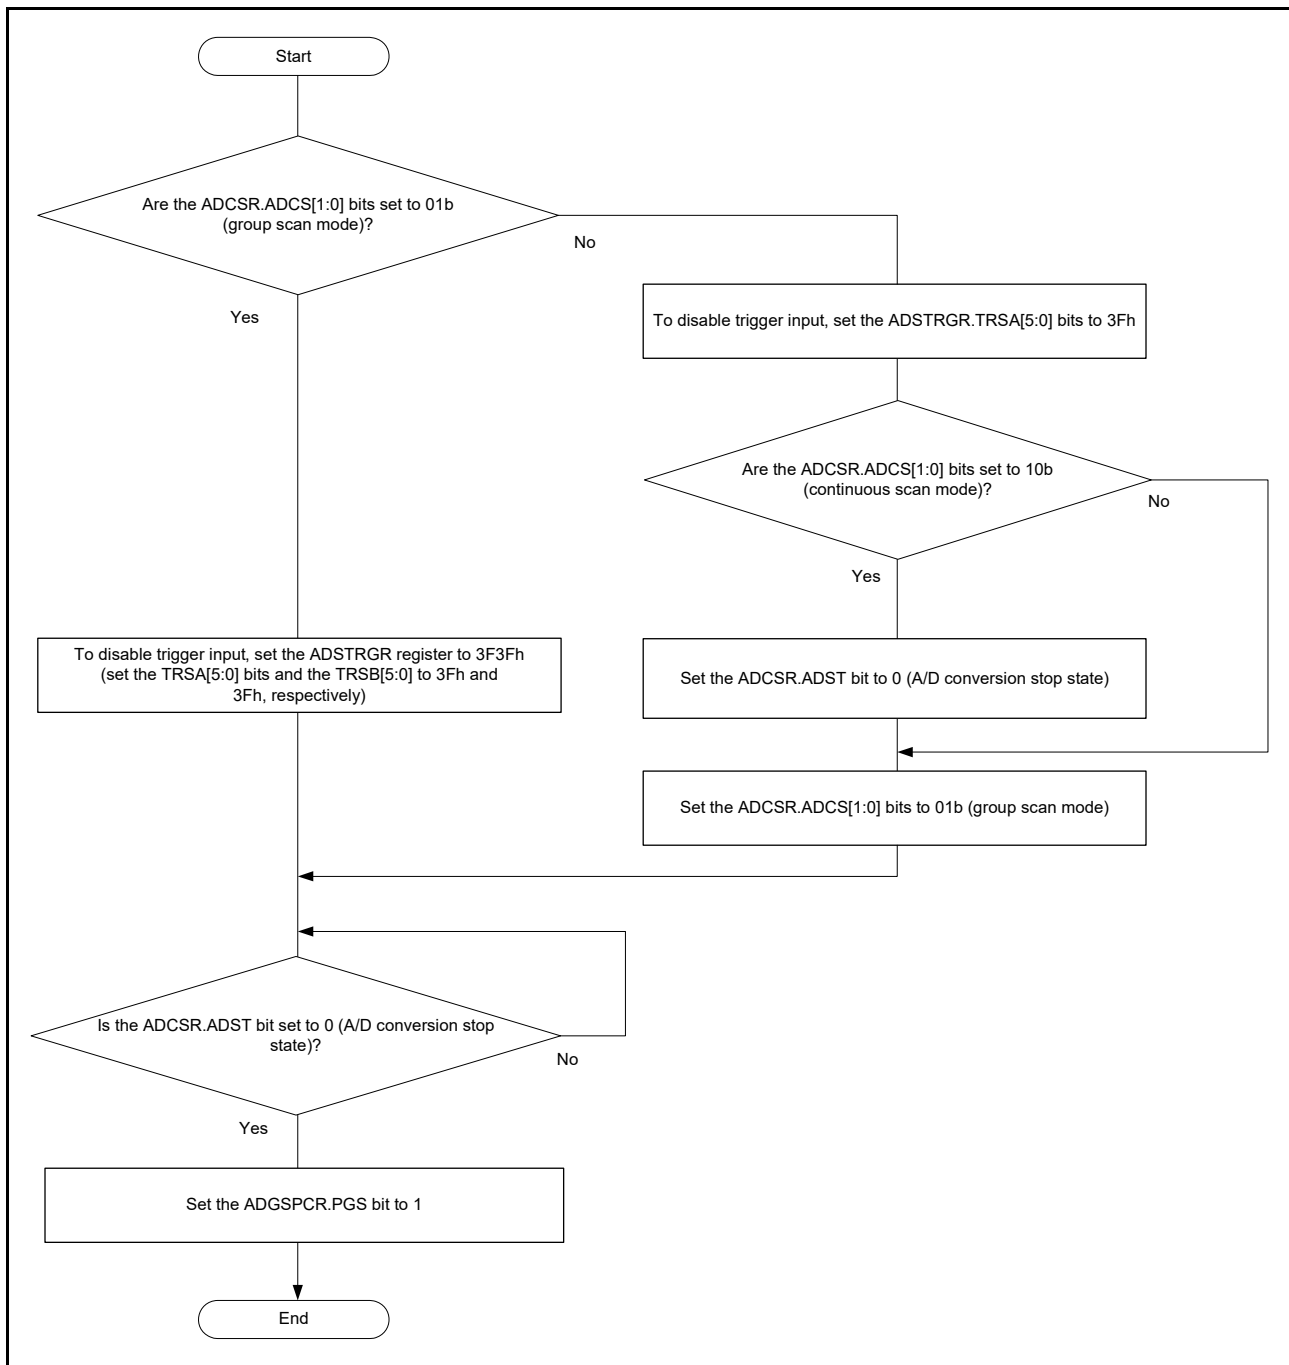 Start
Are the ADCSR.ADCS[1:0] bits set to 01b
(group scan mode)?
No
Yes
To disable trigger input, set the ADSTRGR.TRSA[5:0] bits to 3Fh
Are the ADCSR.ADCS[1:0] bits set to 10b
(continuous scan mode)?
No
Yes
To disable trigger input, set the ADSTRGR register to 3F3Fh
(set the TRSA[5:0] bits and the TRSB[5:0] to 3Fh and
3Fh, respectively)
Set the ADCSR.ADST bit to 0 (A/D conversion stop state)
Set the ADCSR.ADCS[1:0] bits to 01b (group scan mode)
Is the ADCSR.ADST bit set to 0 (A/D conversion stop
state)?
No
Yes
Set the ADGSPCR.PGS bit to 1
End